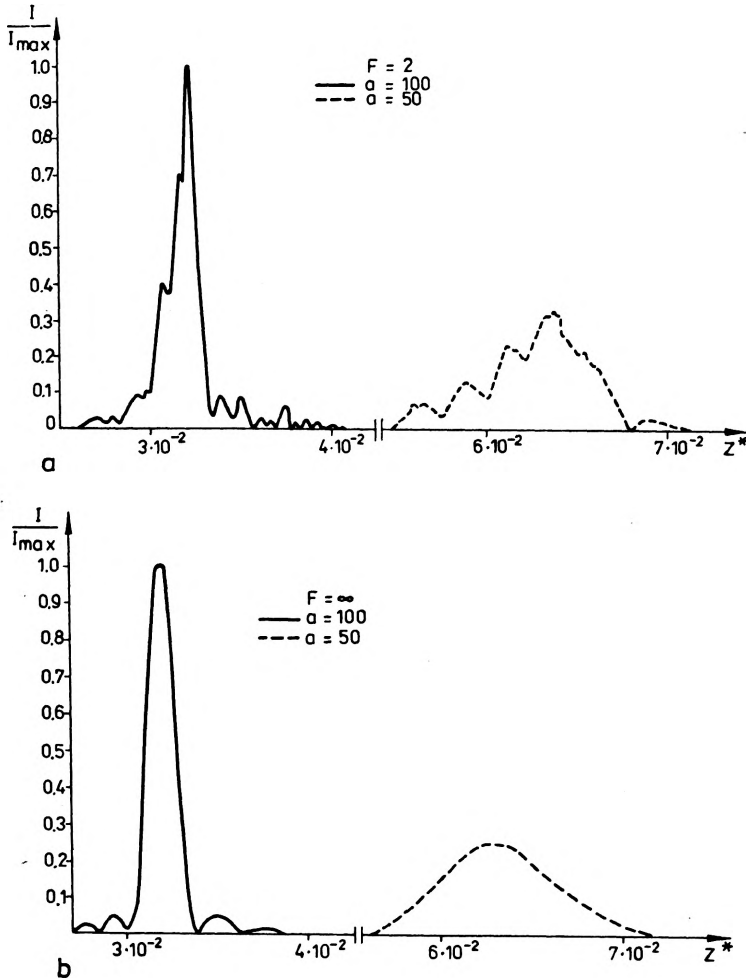 I
I max
1.0
0.9
0.8
0.7
0.6
0.5
0.4
0.3
0.2
0.1
0
F = 2
a = 100
a = 50
3·10⁻²
4·10⁻²
6·10⁻²
7·10⁻²
Z*
a
I
I max
1.0
0.9
0.8
0.7
0.6
0.5
0.4
0.3
0.2
0.1
F = ∞
a = 100
a = 50
3·10⁻²
4·10⁻²
6·10⁻²
7·10⁻²
Z*
b